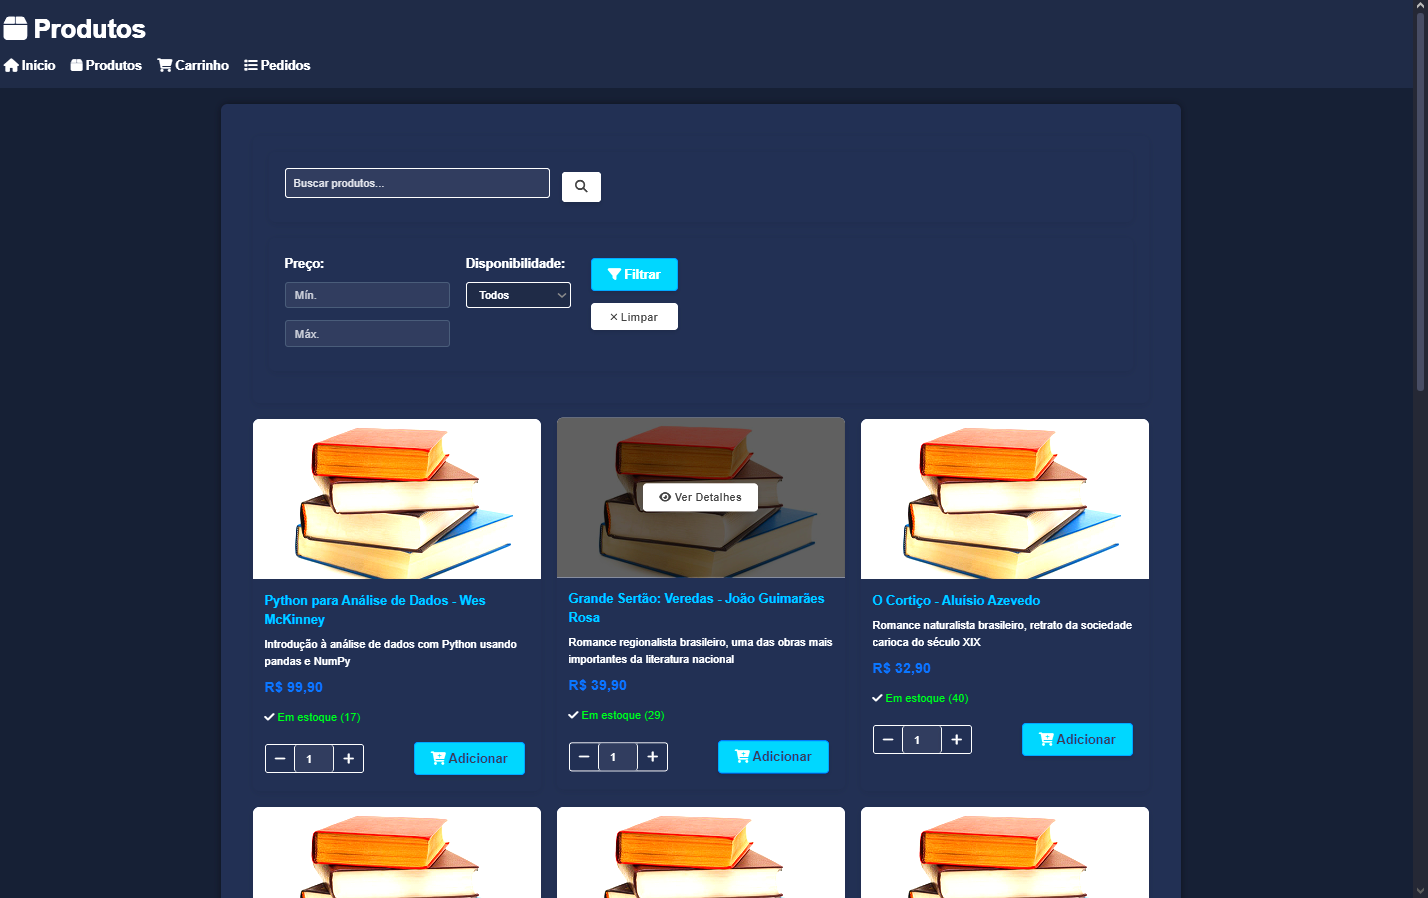 Produtos
Início Produtos Carrinho Pedidos
Buscar produtos...
Preço:
Mín.
Máx.
Disponibilidade:
Todos
Filtrar
Limpar
Python para Análise de Dados - Wes
McKinney
Introdução à análise de dados com Python usando
pandas e NumPy
R$ 99,90
Em estoque (17)
1
Adicionar
Ver Detalhes
Grande Sertão: Veredas - João Guimarães
Rosa
Romance regionalista brasileiro, uma das obras mais
importantes da literatura nacional
R$ 39,90
Em estoque (29)
1
Adicionar
O Cortiço - Aluísio Azevedo
Romance naturalista brasileiro, retrato da sociedade
carioca do século XIX
R$ 32,90
Em estoque (40)
1
Adicionar